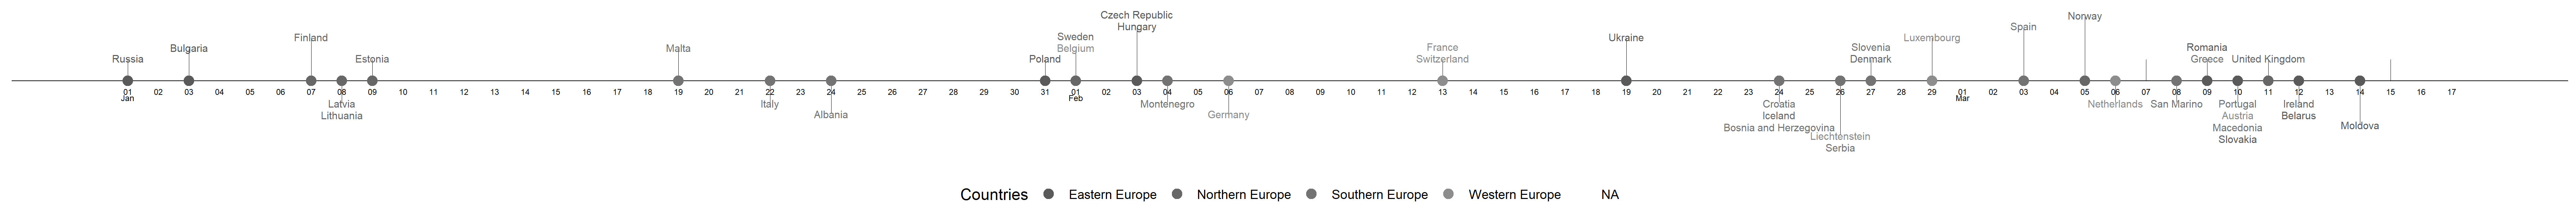 Czech Republic
Hungary
Norway
Spain
Finland
Sweden
Belgium
Ukraine
Luxembourg
Bulgaria
Malta
France
Switzerland
Slovenia
Denmark
Romania
Greece
Russia
Estonia
Poland
United Kingdom
01 02 03 04 05 06 07 08 09 10 11 12 13 14 15 16 17 18 19 20 21 22 23 24 25 26 27 28 29 30 31 01 02 03 04 05 06 07 08 09 10 11 12 13 14 15 16 17 18 19 20 21 22 23 24 25 26 27 28 29 01 02 03 04 05 06 07 08 09 10 11 12 13 14 15 16 17
Jan Feb Mar
Latvia
Lithuania
Italy
Albania
Montenegro
Germany
Croatia
Iceland
Bosnia and Herzegovina
Liechtenstein
Serbia
Netherlands
San Marino
Portugal
Austria
Macedonia
Slovakia
Ireland
Belarus
Moldova
Countries Eastern Europe Northern Europe Southern Europe Western Europe NA